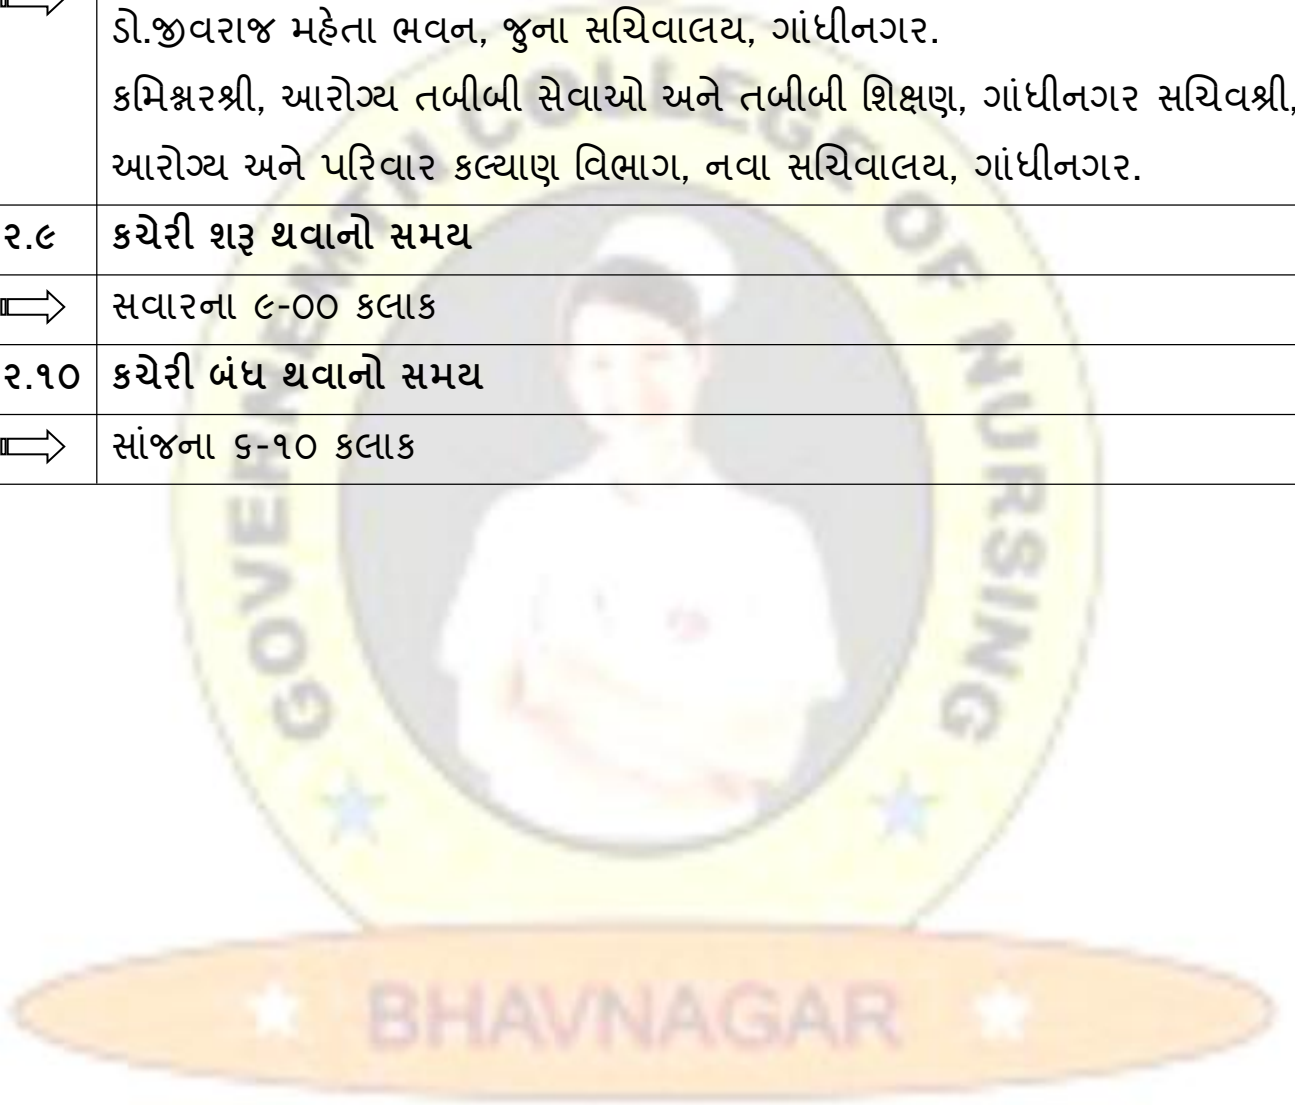 ડો.જીવરાજ મહેતા ભવન, જુના સચિવાલય, ગાંધીનગર.
કમિશ્નરશ્રી, આરોગ્ય તબીબી સેવાઓ અને તબીબી શિક્ષણ, ગાંધીનગર સચિવશ્રી,
આરોગ્ય અને પરિવાર કલ્યાણ વિભાગ, નવા સચિવાલય, ગાંધીનગર.
૨.૯ કચેરી શરૂ થવાનો સમય
સવારના ૯-૦૦ કલાક
૨.૧૦ કચેરી બંધ થવાનો સમય
સાંજના ૬-૧૦ કલાક
GOVERNEMTN COLLEGE OF NURSING
BHAVNAGAR